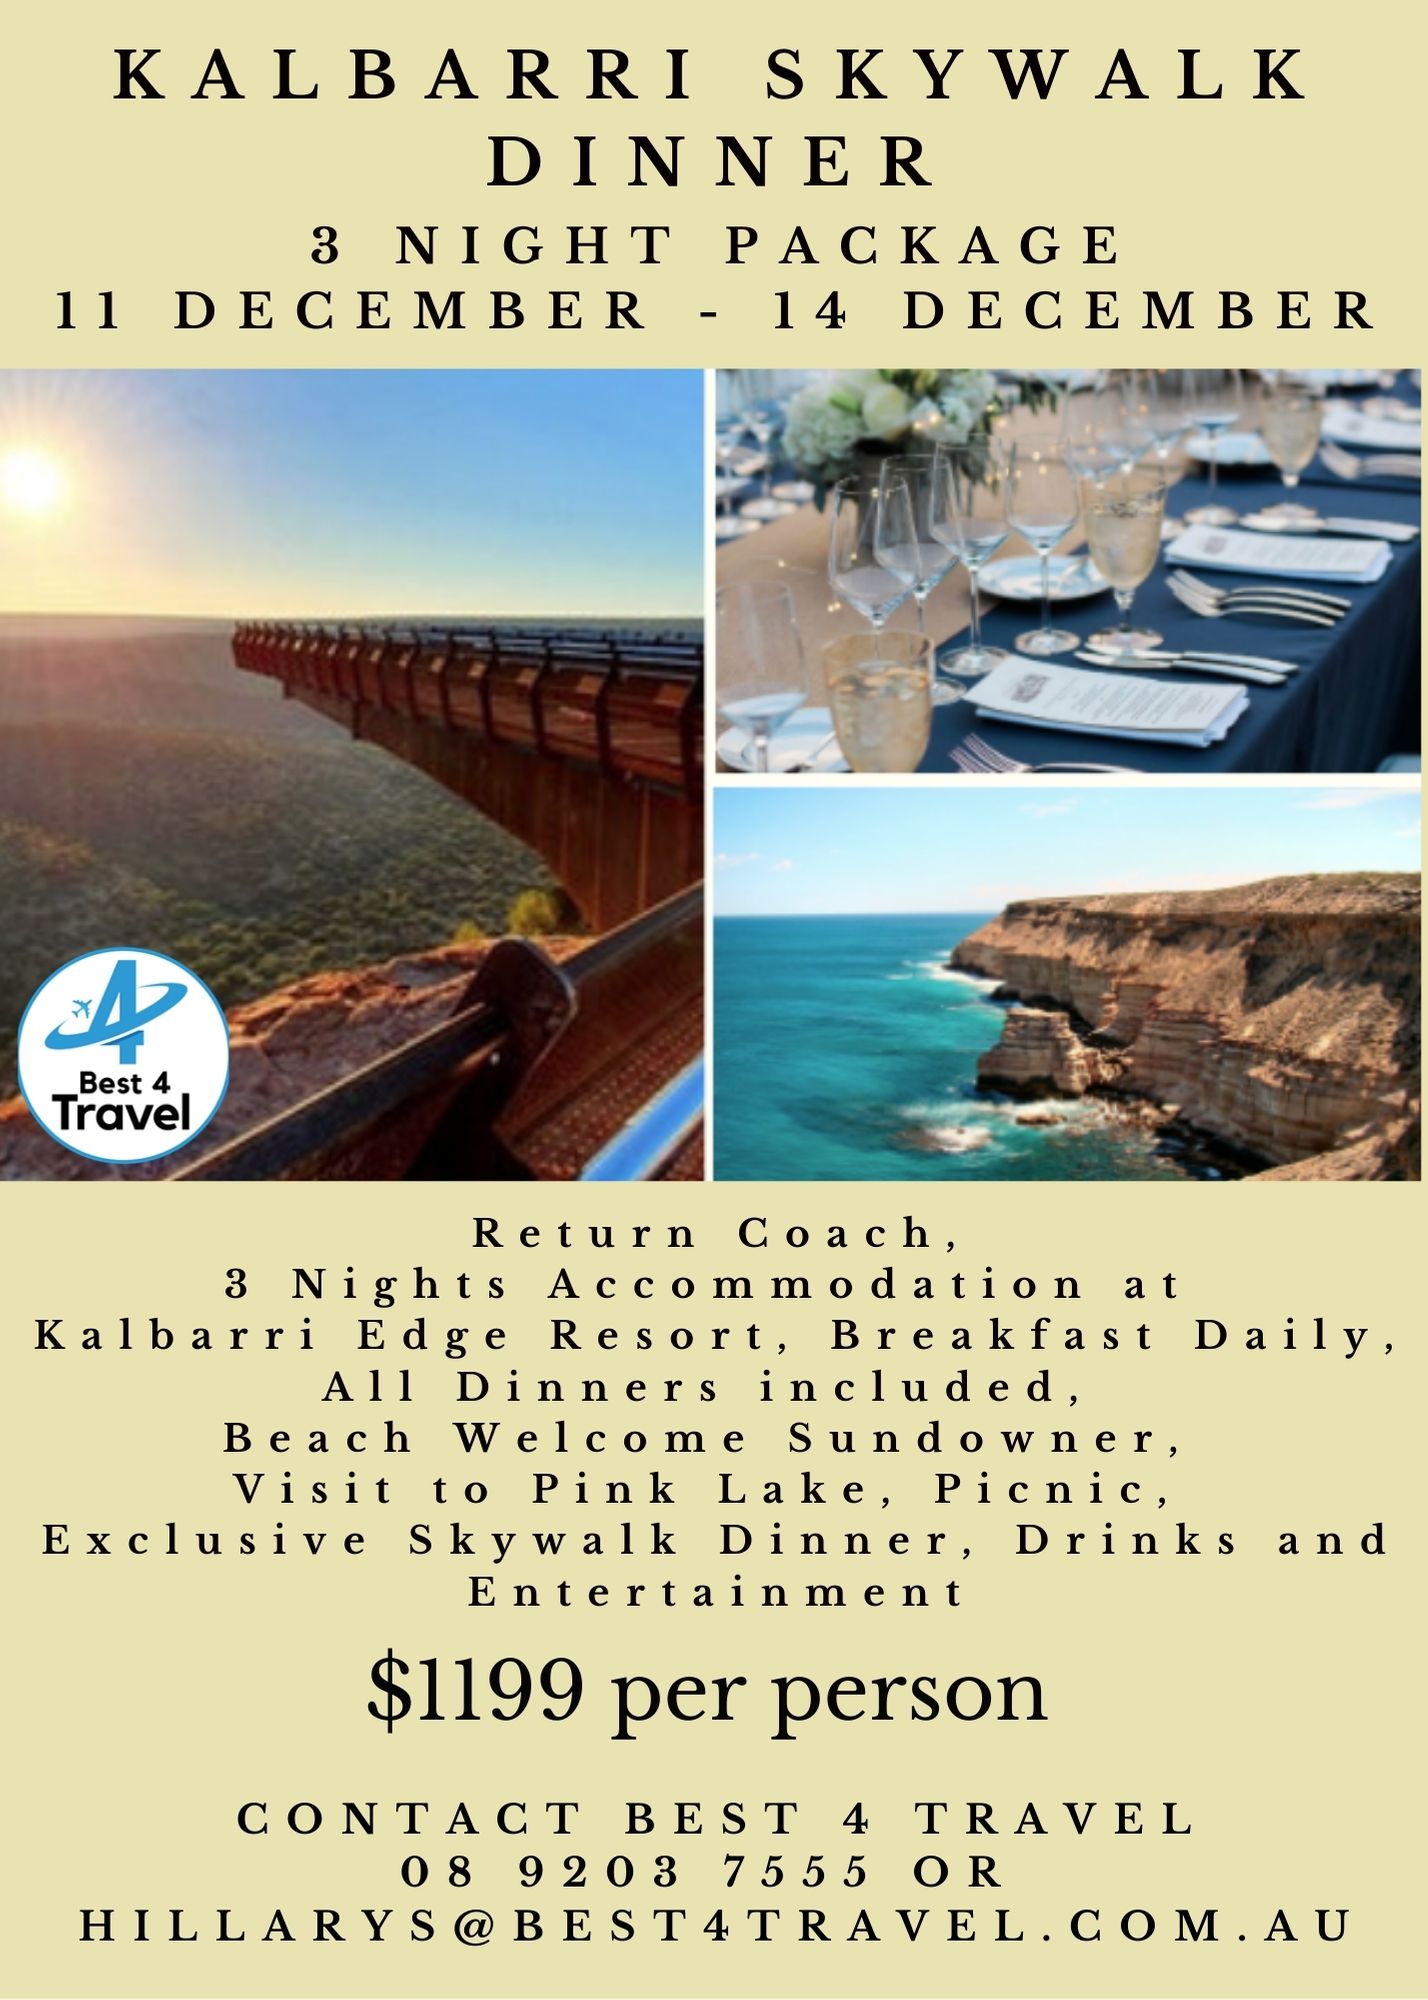 KALBARRI SKYWALK
DINNER
3 NIGHT PACKAGE
11 DECEMBER - 14 DECEMBER
4
Best 4
Travel
Return Coach,
3 Nights Accommodation at
Kalbarri Edge Resort, Breakfast Daily,
All Dinners included,
Beach Welcome Sundowner,
Visit to Pink Lake, Picnic,
Exclusive Skywalk Dinner, Drinks and
Entertainment
$1199 per person
CONTACT BEST 4 TRAVEL
08 9203 7555 OR
HILLARYS@BEST4TRAVEL.COM.AU